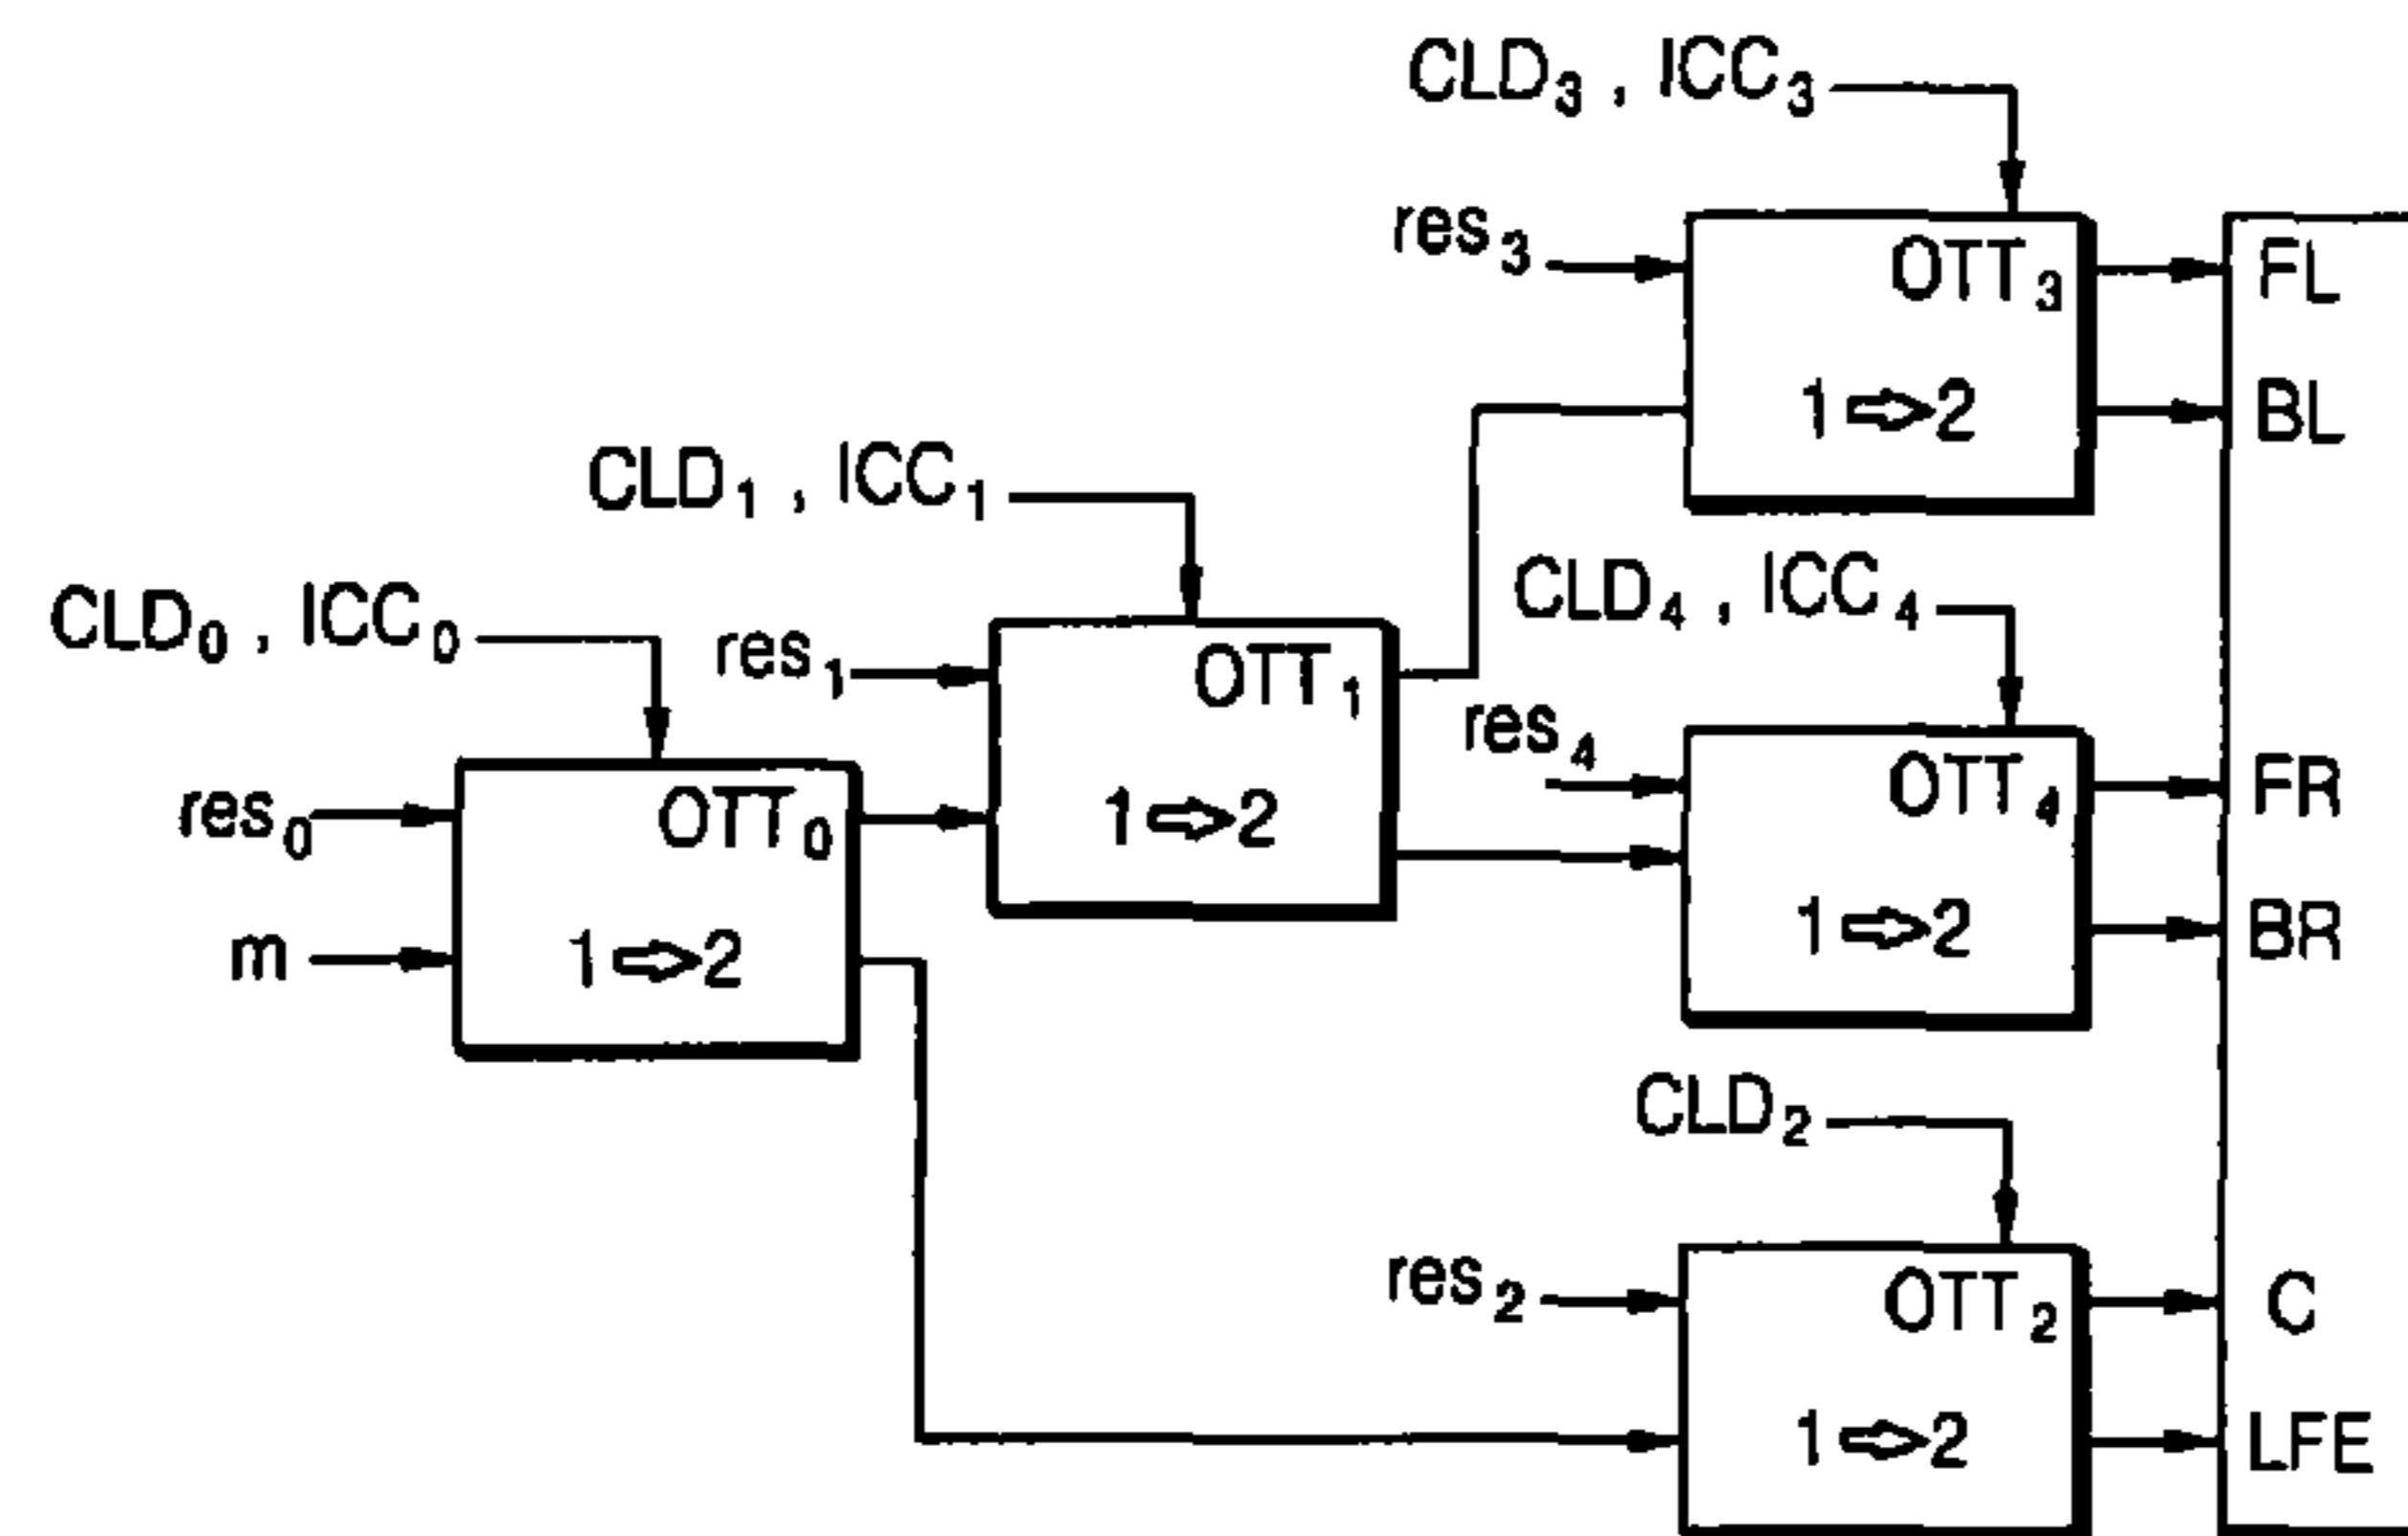 CLD3 , ICC3
res3
OTT3
FL
1⇨2
BL
CLD1 , ICC1
CLD4 , ICC4
CLD0 , ICC0
res1
OTT1
res4
OTT4
FR
res0
OTT0
1⇨2
1⇨2
BR
m
1⇨2
CLD2
res2
OTT2
C
1⇨2
LFE